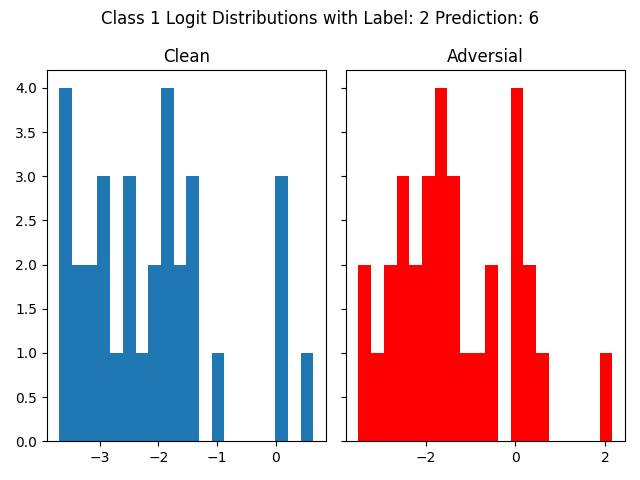 Class 1 Logit Distributions with Label: 2 Prediction: 6
Clean
Adversial
4.0
3.5
3.0
2.5
2.0
1.5
1.0
0.5
0.0
−3 −2 −1 0
−2 0 2